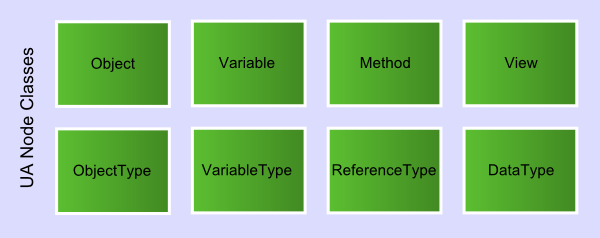 UA Node Classes
Object
Variable
Method
View
ObjectType
VariableType
ReferenceType
DataType